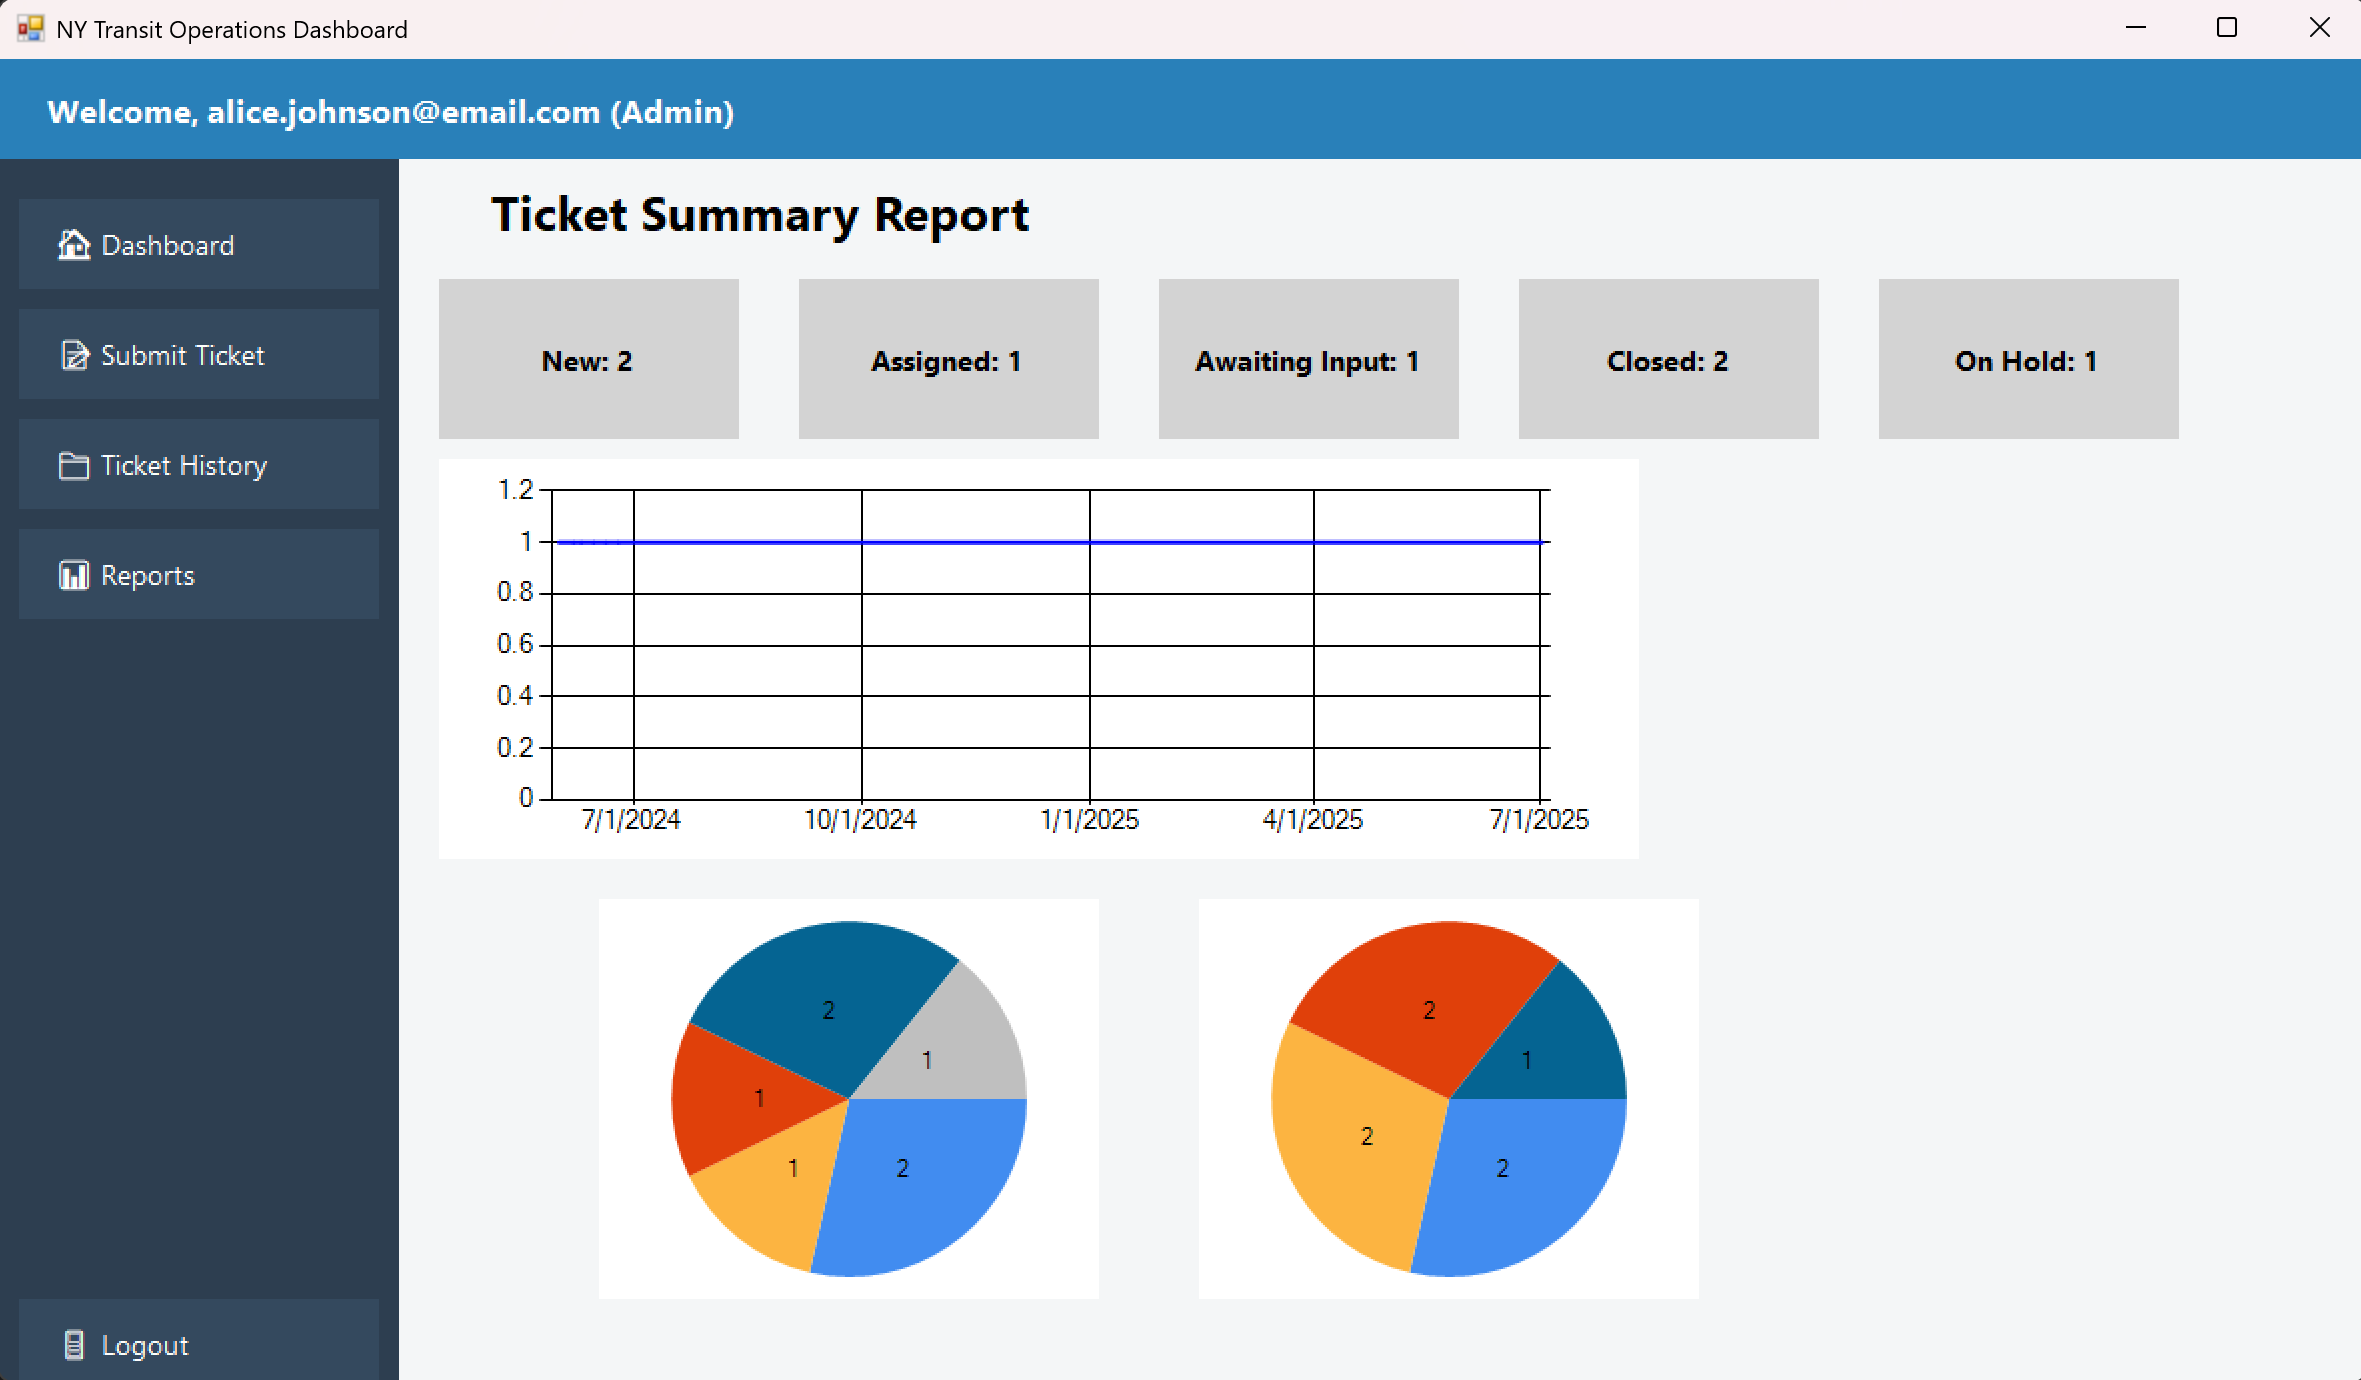 NY Transit Operations Dashboard
Welcome, alice.johnson@email.com (Admin)
Dashboard
Submit Ticket
Ticket History
Reports
Logout
Ticket Summary Report
New: 2
Assigned: 1
Awaiting Input: 1
Closed: 2
On Hold: 1
1.2
1
0.8
0.6
0.4
0.2
0
7/1/2024
10/1/2024
1/1/2025
4/1/2025
7/1/2025
2
1
1
1
2
2
1
2
2